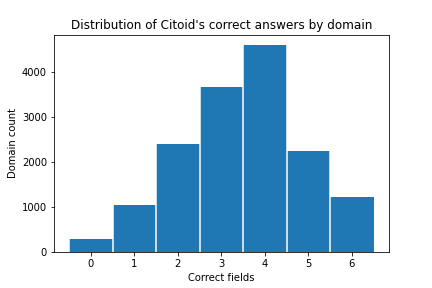 Distribution of Citoid's correct answers by domain
4000
3000
2000
1000
0
Domain count
0 1 2 3 4 5 6
Correct fields